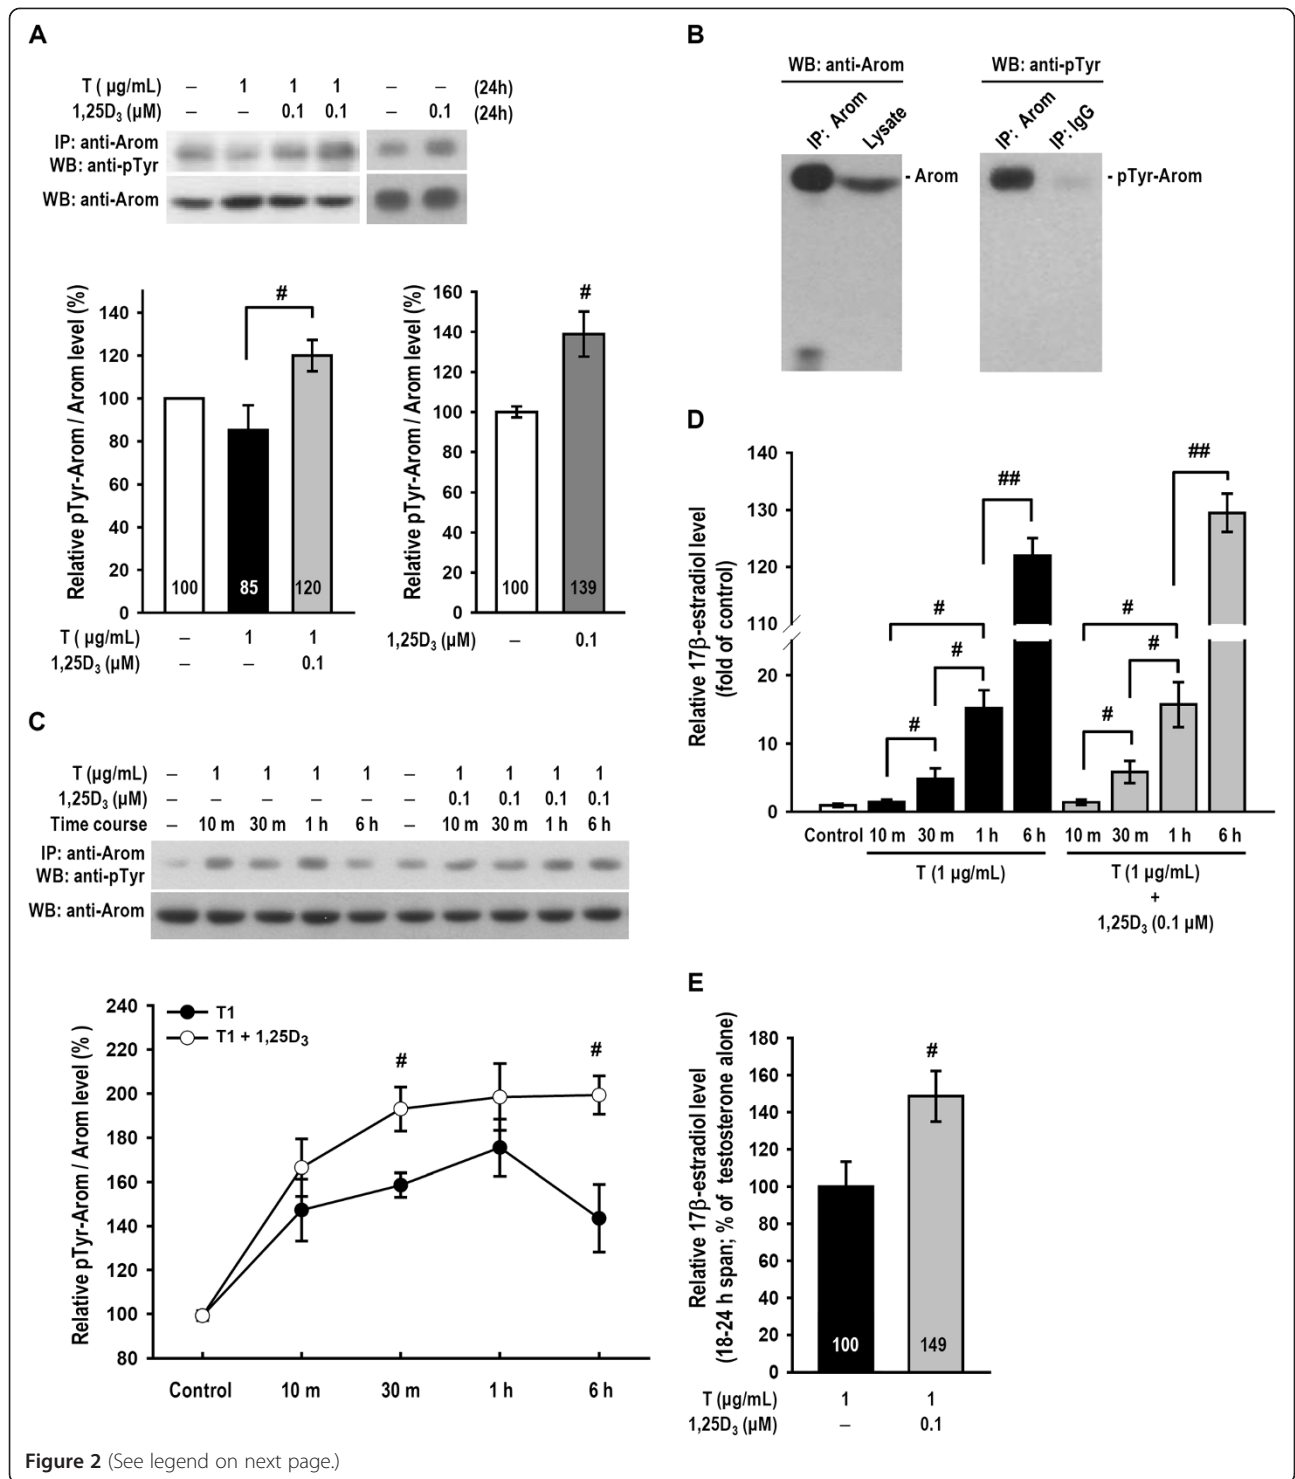 A
T ( µg/mL) – 1 1 1 – – (24h)
1,25D₃ (µM) – – 0.1 0.1 – 0.1 (24h)
IP: anti-Arom
WB: anti-pTyr
WB: anti-Arom
Relative pTyr-Arom / Arom level (%)
140
120
100
80
60
40
20
0
#
100 85 120
T ( µg/mL) – 1 1
1,25D₃ (µM) – – 0.1
Relative pTyr-Arom / Arom level (%)
160
140
120
100
80
60
40
20
0
#
100 139
1,25D₃ (µM) – 0.1
B
WB: anti-Arom WB: anti-pTyr
IP: Arom Lysate IP: Arom IP: IgG
- Arom - pTyr-Arom
C
T (µg/mL) – 1 1 1 1 – 1 1 1 1
1,25D₃ (µM) – – – – – – 0.1 0.1 0.1 0.1
Time course – 10 m 30 m 1 h 6 h – 10 m 30 m 1 h 6 h
IP: anti-Arom
WB: anti-pTyr
WB: anti-Arom
Relative pTyr-Arom / Arom level (% )
240
220
200
180
160
140
120
100
80
T1
T1 + 1,25D₃
# #
Control 10 m 30 m 1 h 6 h
D
Relative 17β-estradiol level
(fold of control)
140
130
120
110
20
10
0
# # # ## # # # ##
Control 10 m 30 m 1 h 6 h 10 m 30 m 1 h 6 h
T (1 µg/mL) T (1 µg/mL)
+
1,25D₃ (0.1 µM)
E
Relative 17β-estradiol level
(18-24 h span; % of testosterone alone)
180
160
140
120
100
80
60
40
20
0
#
100 149
T (µg/mL) 1 1
1,25D₃ (µM) – 0.1
Figure 2 (See legend on next page.)